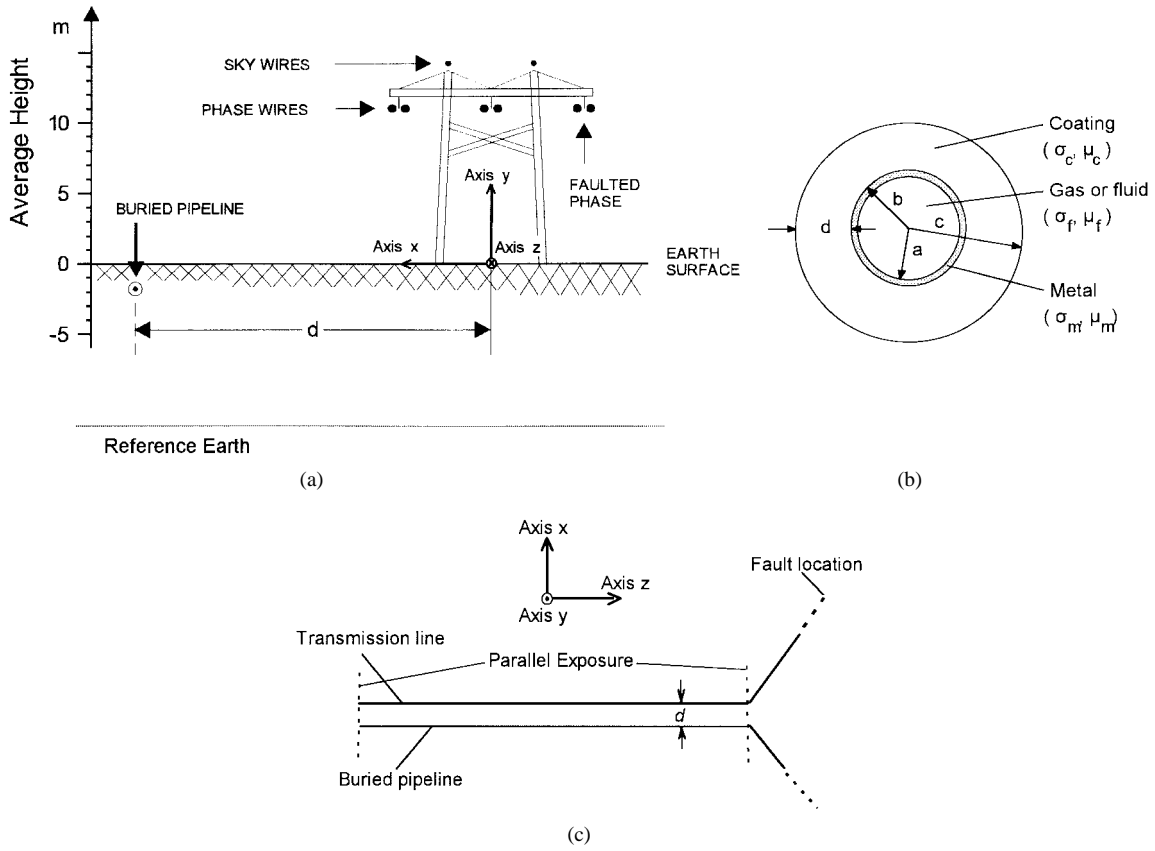 m
Average Height
10
5
0
-5
SKY WIRES
PHASE WIRES
FAULTED
PHASE
BURIED PIPELINE
Axis y
Axis x
Axis z
EARTH
SURFACE
d
Reference Earth
(a)
Coating
(σc, μc)
Gas or fluid
(σf, μf)
Metal
(σm, μm)
b
c
a
d
(b)
Axis x
Axis z
Axis y
Fault location
Transmission line
Parallel Exposure
d
Buried pipeline
(c)